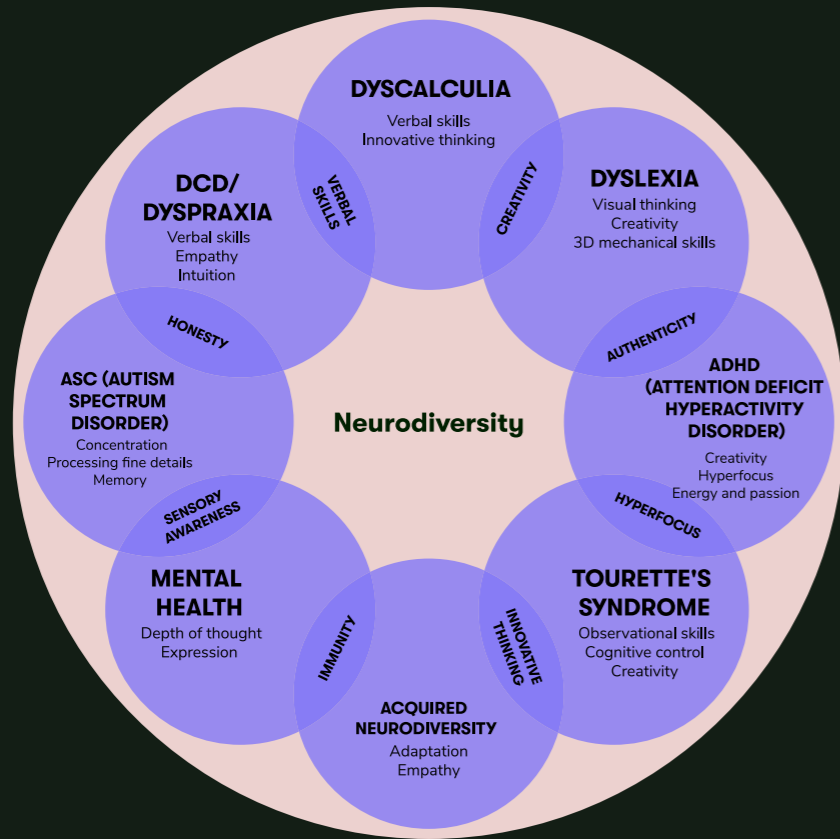 DYSCALCULIA
Verbal skills
Innovative thinking
CREATIVITY
DYSLEXIA
Visual thinking
Creativity
3D mechanical skills
AUTHENTICITY
ADHD
(ATTENTION DEFICIT
HYPERACTIVITY
DISORDER)
Creativity
Hyperfocus
Energy and passion
HYPERFOCUS
TOURETTE'S
SYNDROME
Observational skills
Cognitive control
Creativity
INNOVATIVE
THINKING
ACQUIRED
NEURODIVERSITY
Adaptation
Empathy
IMMUNITY
MENTAL
HEALTH
Depth of thought
Expression
SENSORY
AWARENESS
ASC (AUTISM
SPECTRUM
DISORDER)
Concentration
Processing fine details
Memory
HONESTY
DCD/
DYSPRAXIA
Verbal skills
Empathy
Intuition
VERBAL
SKILLS
Neurodiversity